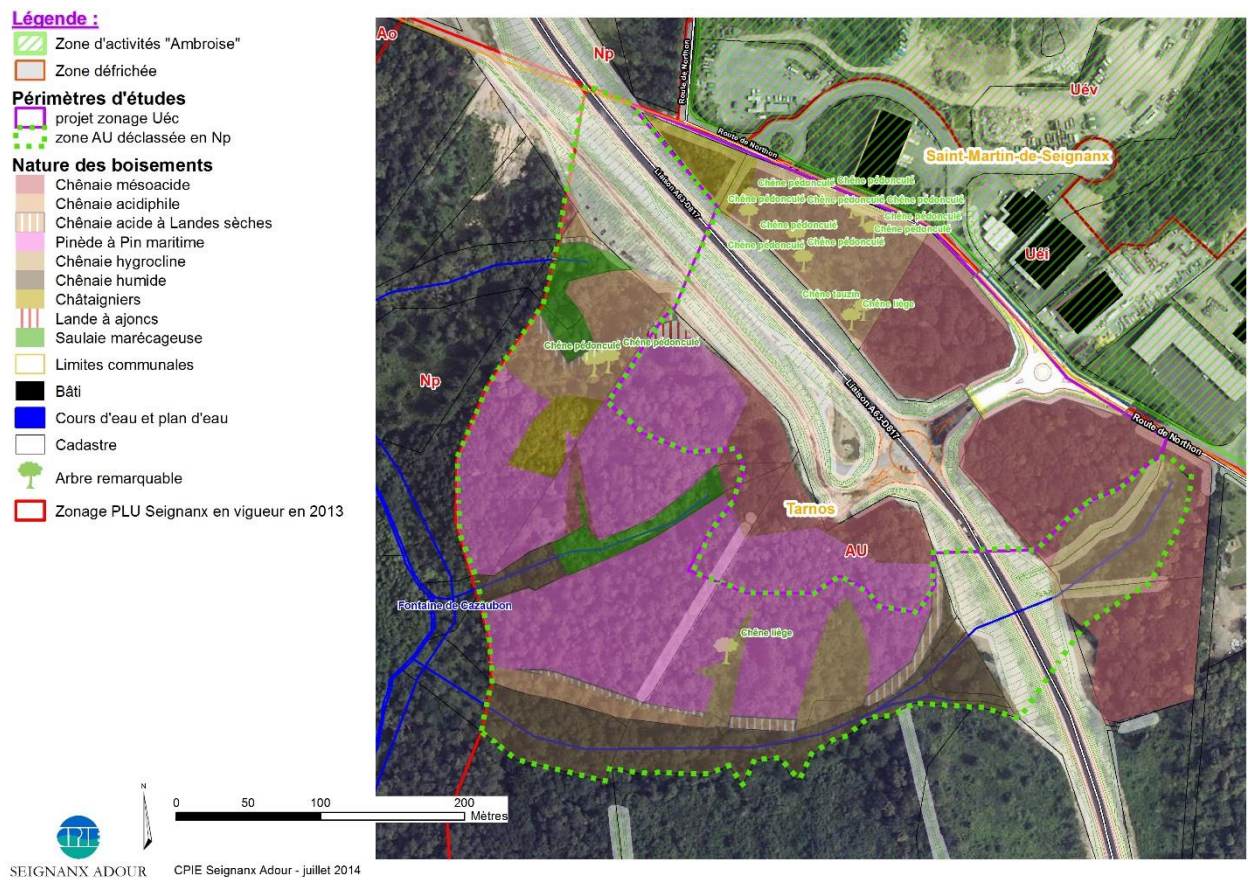 Légende :
Zone d'activités "Ambroise"
Zone défrichée
Périmètres d'études
projet zonage Uéc
zone AU déclassée en Np
Nature des boisements
Chênaie mésoacide
Chênaie acidiphile
Chênaie acide à Landes sèches
Pinède à Pin maritime
Chênaie hygrocline
Chênaie humide
Châtaigniers
Lande à ajoncs
Saulaie marécageuse
Limites communales
Bâti
Cours d'eau et plan d'eau
Cadastre
Arbre remarquable
Zonage PLU Seignanx en vigueur en 2013
N
0 50 100 200
Mètres
CPIE
SEIGNANX ADOUR
CPIE Seignanx Adour - juillet 2014
Ao
Np
Route de Northon
Uév
Route de Northon
Saint-Martin-de-Seignanx
Liaison A63-D817
Chêne pédonculé
Chêne pédonculé
Chêne pédonculé
Chêne pédonculé
Chêne pédonculé
Chêne pédonculé
Chêne pédonculé
Chêne pédonculé
Chêne pédonculé
Chêne pédonculé
Uéi
Chêne tauzin
Chêne liège
Chêne pédonculé
Chêne pédonculé
Np
Liaison A63-D817
Route de Northon
Tarnos
AU
Fontaine de Cazaubon
Chêne liège